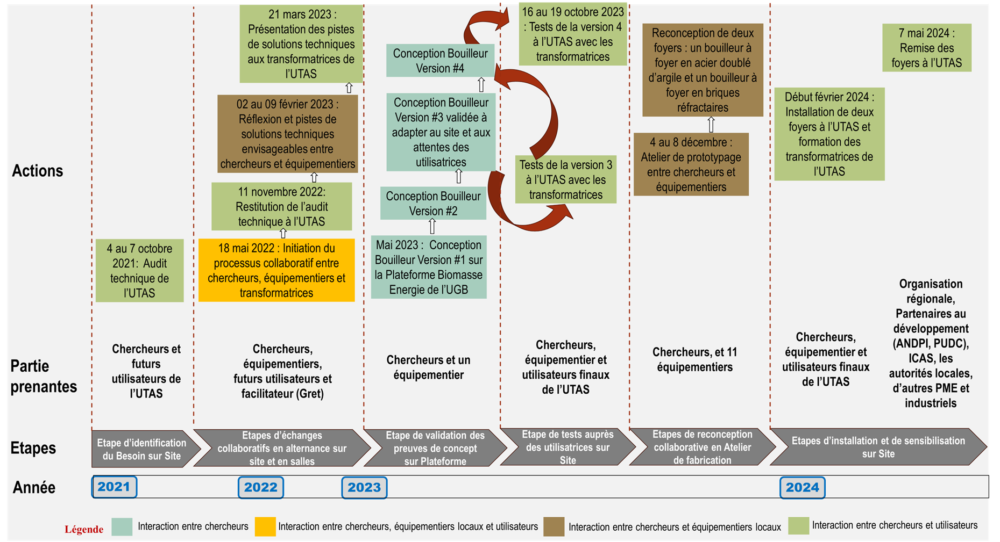 Actions
4 au 7 octobre
2021: Audit
technique de
l’UTAS
21 mars 2023 :
Présentation des pistes
de solutions techniques
aux transformatrices de
l’UTAS
02 au 09 février 2023 :
Réflexion et pistes de
solutions techniques
envisageables entre
chercheurs et équipementiers
11 novembre 2022:
Restitution de l’audit
technique à l’UTAS
18 mai 2022 : Initiation du
processus collaboratif entre
chercheurs, équipementiers et
transformatrices
Conception Bouilleur
Version #4
Conception Bouilleur
Version #3 validée à
adapter au site et aux
attentes des
utilisatrices
Conception Bouilleur
Version #2
Mai 2023 : Conception
Bouilleur Version #1 sur
la Plateforme Biomasse
Energie de l’UGB
16 au 19 octobre 2023
: Tests de la version 4
à l’UTAS avec les
transformatrices
Tests de la version 3
à l’UTAS avec les
transformatrices
Reconception de deux
foyers : un bouilleur à
foyer en acier doublé
d’argile et un bouilleur à
foyer en briques
réfractaires
4 au 8 décembre :
Atelier de prototypage
entre chercheurs et
équipementiers
7 mai 2024 :
Remise des
foyers à l’UTAS
Début février 2024 :
Installation de deux
foyers à l’UTAS et
formation des
transformatrices de
l’UTAS
Partie
prenantes
Chercheurs et
futurs
utilisateurs de
l’UTAS
Chercheurs,
équipementiers,
futurs utilisateurs et
facilitateur (Gret)
Chercheurs et un
équipementier
Chercheurs,
équipementier et
utilisateurs finaux
de l’UTAS
Chercheurs, et 11
équipementiers
Chercheurs,
équipementier et
utilisateurs finaux
de l’UTAS
Organisation
régionale,
Partenaires au
développement
(ANDPI, PUDC),
ICAS, les
autorités locales,
d’autres PME et
industriels
Etapes
Etape d’identification
du Besoin sur Site
Etapes d’échanges
collaboratifs en alternance sur
site et en salles
Etape de validation des
preuves de concept
sur Plateforme
Etape de tests auprès
des utilisatrices sur
Site
Etapes de reconception
collaborative en Atelier
de fabrication
Etapes d’installation et de sensibilisation
sur Site
Année
2021
2022
2023
2024
Légende
Interaction entre chercheurs
Interaction entre chercheurs, équipementiers locaux et utilisateurs
Interaction entre chercheurs et équipementiers locaux
Interaction entre chercheurs et utilisateurs